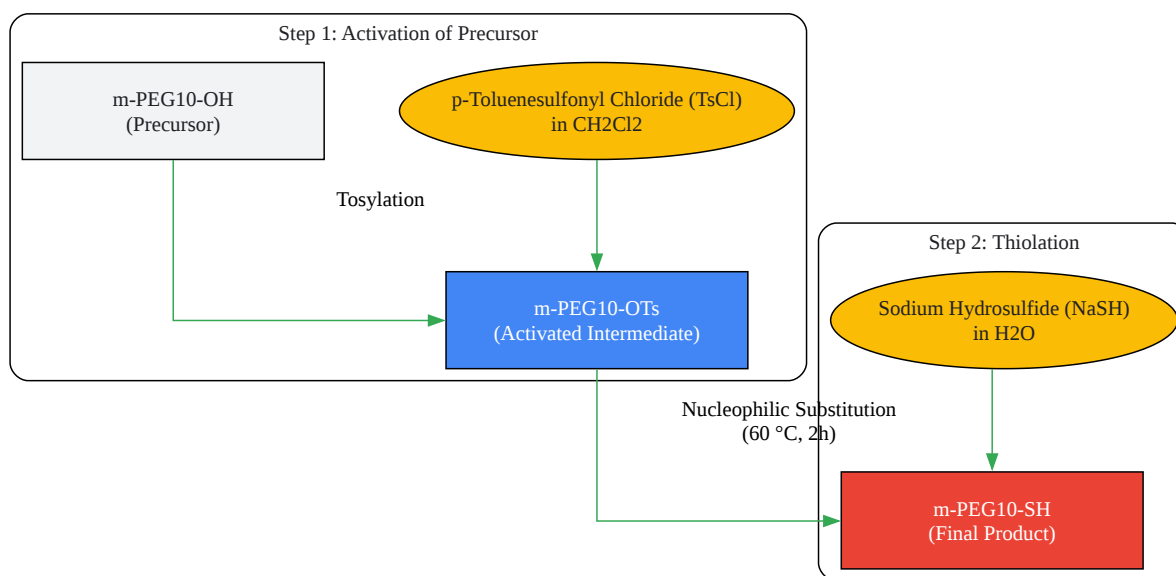 Step 1: Activation of Precursor
m-PEG10-OH
(Precursor)
p-Toluenesulfonyl Chloride (TsCl)
in CH2Cl2
Tosylation
m-PEG10-OTs
(Activated Intermediate)
Step 2: Thiolation
Sodium Hydrosulfide (NaSH)
in H2O
Nucleophilic Substitution
(60 °C, 2h)
m-PEG10-SH
(Final Product)